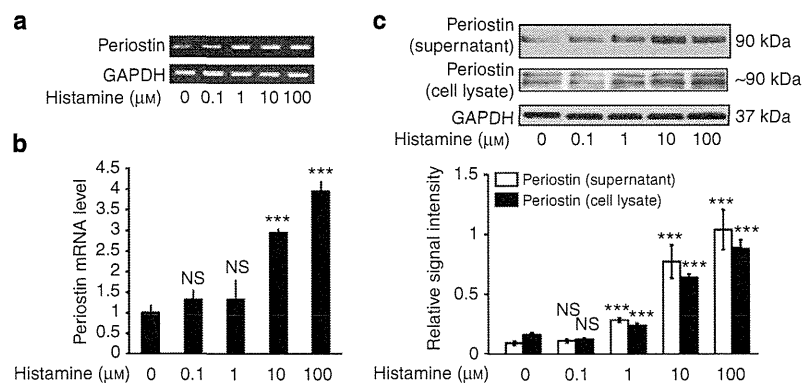 a
Periostin
GAPDH
Histamine (μM) 0 0.1 1 10 100
b
Periostin mRNA level
4.5
4
3.5
3
2.5
2
1.5
1
0.5
0
NS
NS
***
***
Histamine (μM) 0 0.1 1 10 100
c
Periostin
(supernatant)
90 kDa
Periostin
(cell lysate)
~90 kDa
GAPDH
37 kDa
Histamine (μM) 0 0.1 1 10 100
Relative signal intensity
1.5
1
0.5
0
Periostin (supernatant)
Periostin (cell lysate)
NS
NS
***
***
***
***
***
***
Histamine (μM) 0 0.1 1 10 100